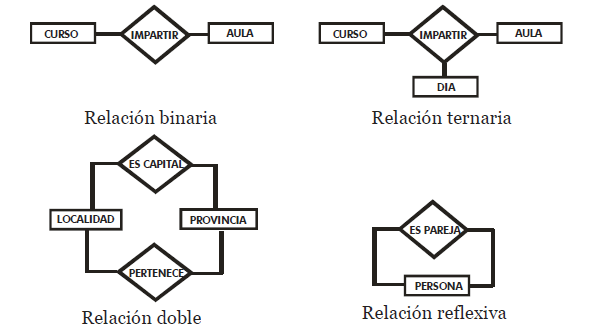 CURSO IMPARTIR AULA
CURSO IMPARTIR AULA
DIA
Relación binaria
Relación ternaria
ES CAPITAL
LOCALIDAD PROVINCIA
PERTENECE
Relación doble
ES PAREJA
PERSONA
Relación reflexiva